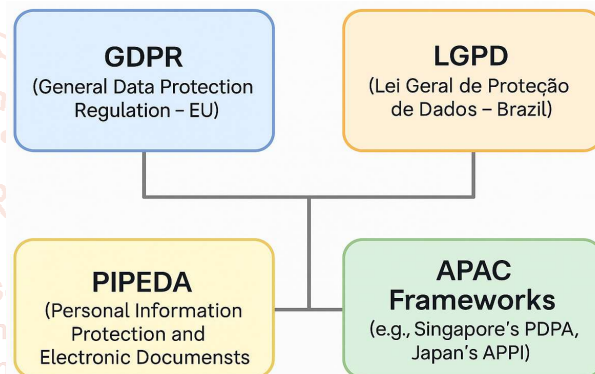 GDPR
(General Data Protection
Regulation – EU)
LGPD
(Lei Geral de Proteção
de Dados – Brazil)
PIPEDA
(Personal Information
Protection and
Electronic Documensts
APAC
Frameworks
(e.g., Singapore's PDPA,
Japan's APPI)